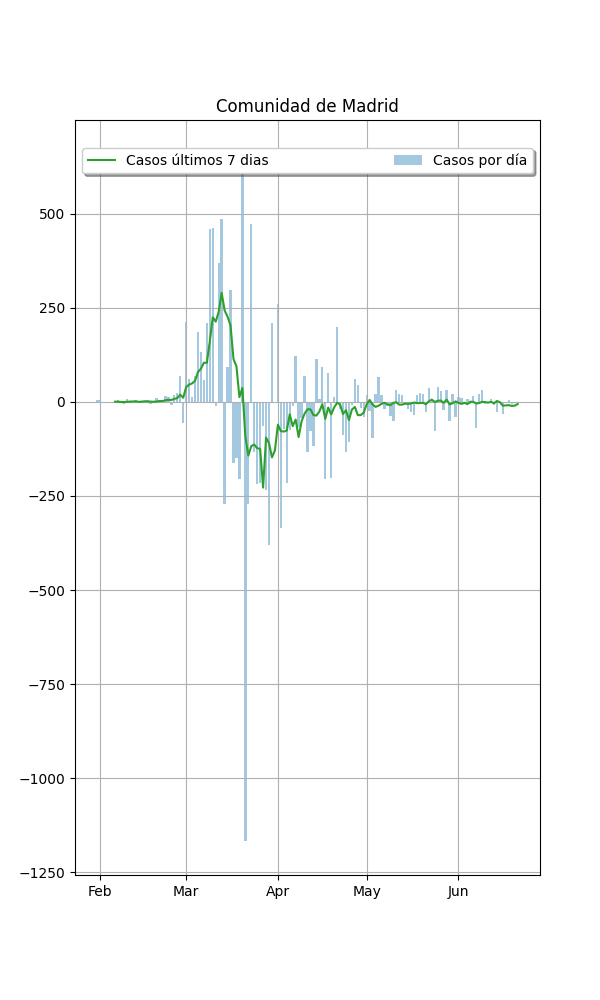 Comunidad de Madrid
Casos últimos 7 dias
Casos por día
500
250
0
−250
−500
−750
−1000
−1250
Feb Mar Apr May Jun